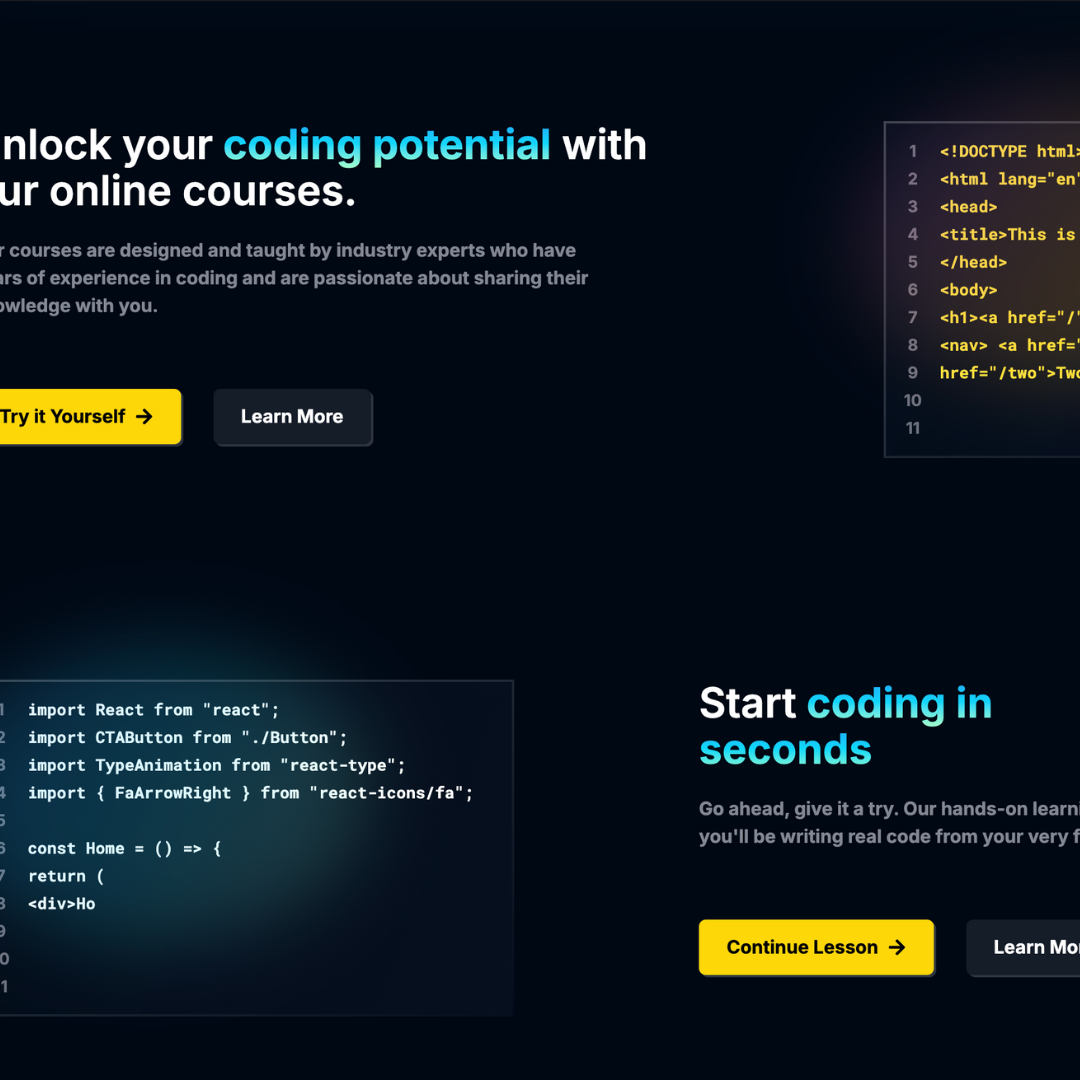 nlock your coding potential with
ur online courses.
r courses are designed and taught by industry experts who have
ars of experience in coding and are passionate about sharing their
owledge with you.
Try it Yourself →
Learn More
1 <!DOCTYPE html>
2 <html lang="en"
3 <head>
4 <title>This is
5 </head>
6 <body>
7 <h1><a href="/"
8 <nav> <a href="
9 href="/two">Two
10
11
1 import React from "react";
2 import CTAButton from "./Button";
3 import TypeAnimation from "react-type";
4 import { FaArrowRight } from "react-icons/fa";
5
6 const Home = () => {
7 return (
8 <div>Ho
9
0
1
Start coding in
seconds
Go ahead, give it a try. Our hands-on learni
you'll be writing real code from your very f
Continue Lesson →
Learn Mor